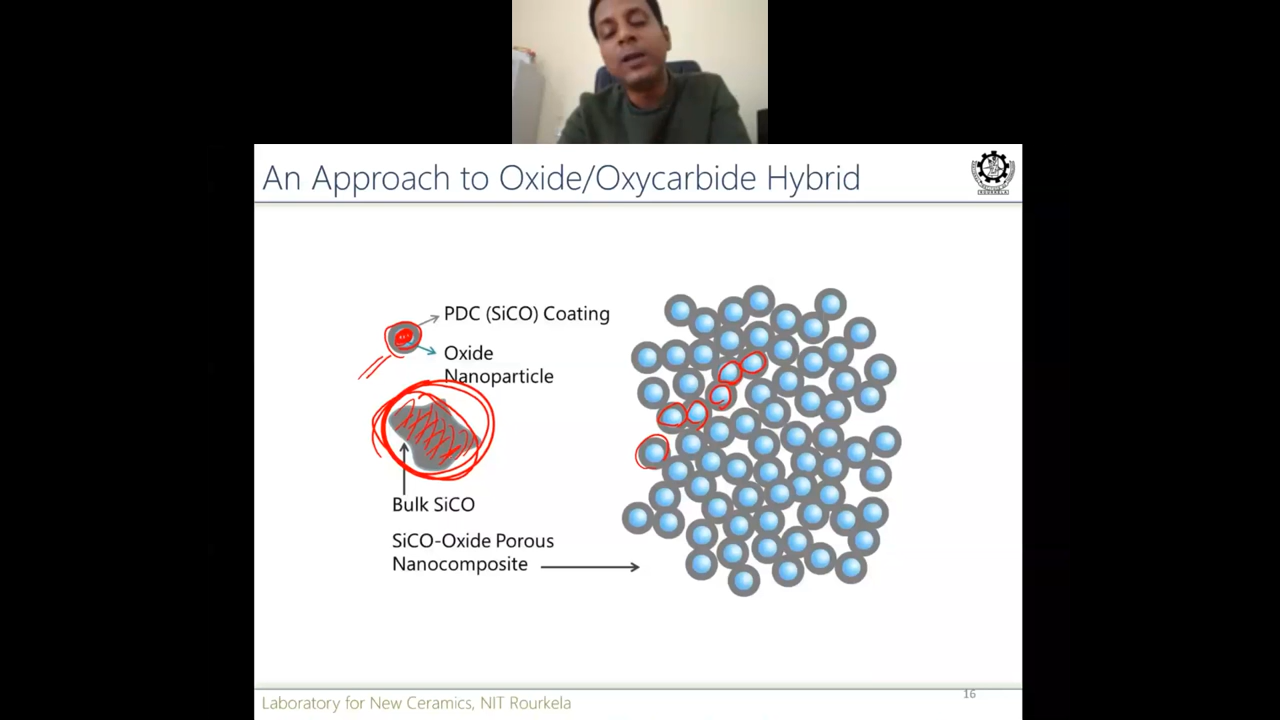 An Approach to Oxide/Oxycarbide Hybrid
PDC (SiCO) Coating
Oxide
Nanoparticle
Bulk SiCO
SiCO-Oxide Porous
Nanocomposite
Laboratory for New Ceramics, NIT Rourkela
16